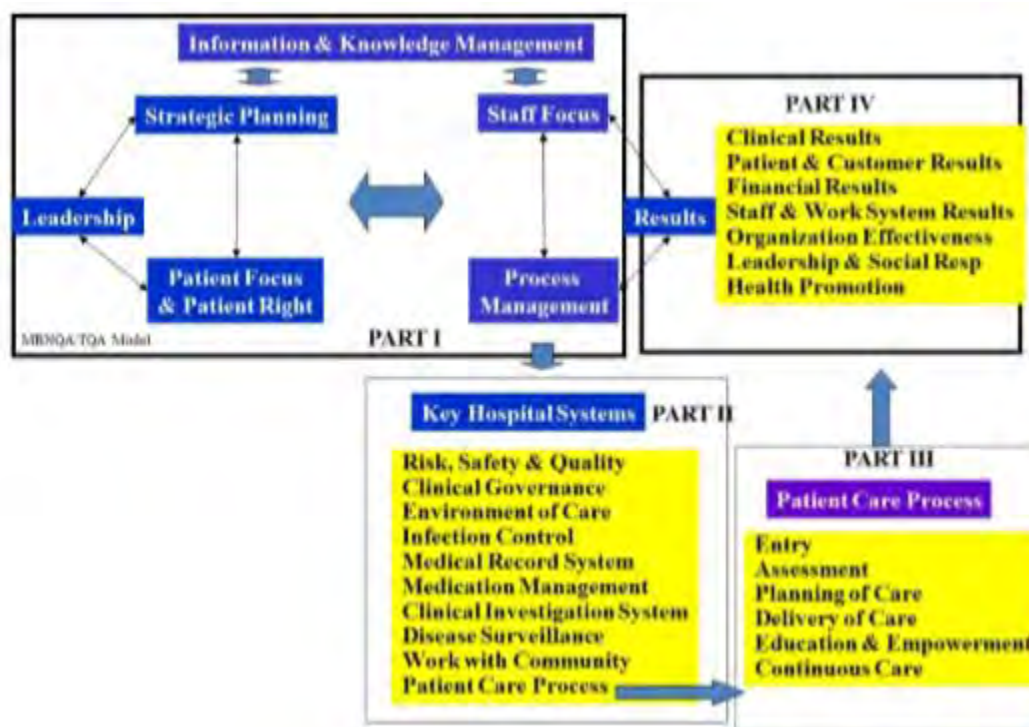 Information & Knowledge Management
Strategic Planning
Staff Focus
Leadership
Results
Patient Focus
& Patient Right
Process
Management
MBNQA/TQA Model
PART I
PART IV
Clinical Results
Patient & Customer Results
Financial Results
Staff & Work System Results
Organization Effectiveness
Leadership & Social Resp
Health Promotion
Key Hospital Systems
PART II
Risk, Safety & Quality
Clinical Governance
Environment of Care
Infection Control
Medical Record System
Medication Management
Clinical Investigation System
Disease Surveillance
Work with Community
Patient Care Process
PART III
Patient Care Process
Entry
Assessment
Planning of Care
Delivery of Care
Education & Empowerment
Continuous Care